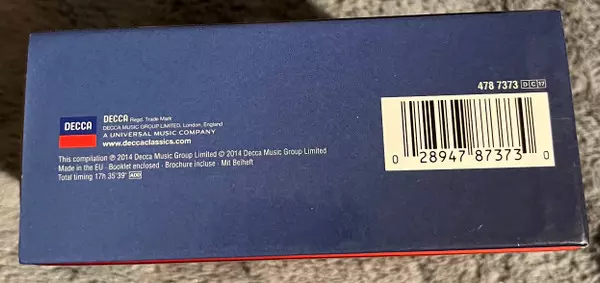 478 7373 D C 17
DECCA
DECCA Regd. Trade Mark
DECCA MUSIC GROUP LIMITED, London, England
A UNIVERSAL MUSIC COMPANY
www.deccaclassics.com
This compilation ℗ 2014 Decca Music Group Limited © 2014 Decca Music Group Limited
Made in the EU · Booklet enclosed · Brochure incluse · Mit Beiheft
Total timing 17h 35'39" ADD
0 28947 87373 0